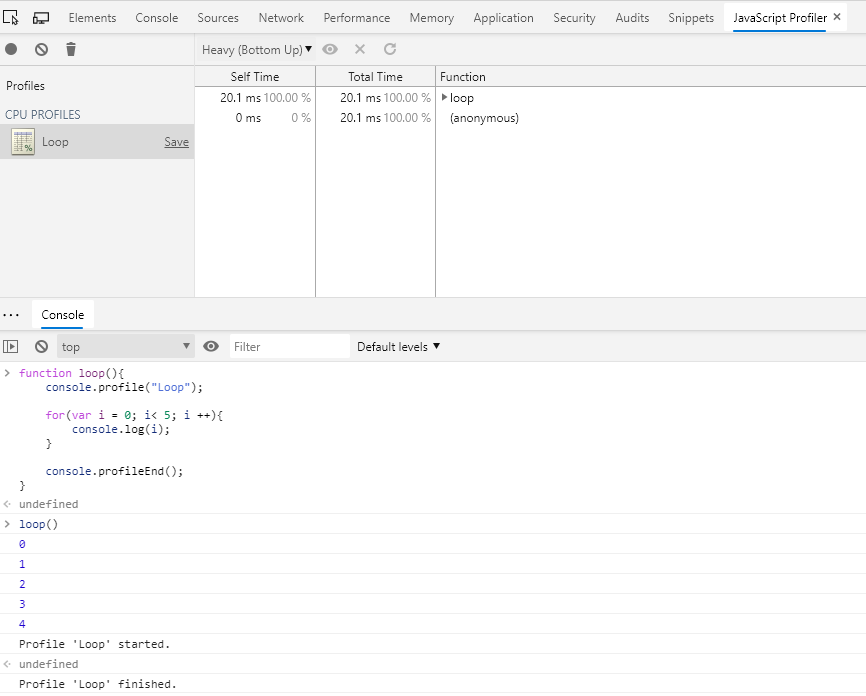 Elements Console Sources Network Performance Memory Application Security Audits Snippets JavaScript Profiler ×
Heavy (Bottom Up) ▼
Profiles
CPU PROFILES
Loop Save
Self Time Total Time Function
20.1 ms 100.00 % 20.1 ms 100.00 % loop
0 ms 0 % 20.1 ms 100.00 % (anonymous)
Console
top ▼ Filter Default levels ▼
> function loop(){
console.profile("Loop");
for(var i = 0; i< 5; i ++){
console.log(i);
}
console.profileEnd();
}
undefined
> loop()
0
1
2
3
4
Profile 'Loop' started.
undefined
Profile 'Loop' finished.